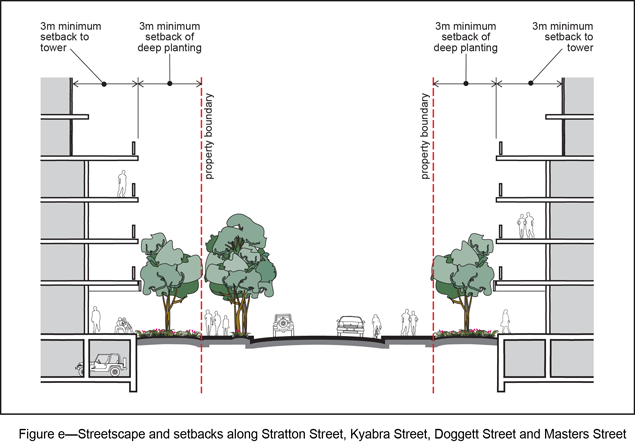 3m minimum
setback to
tower
3m minimum
setback of
deep planting
3m minimum
setback of
deep planting
3m minimum
setback to
tower
property boundary
property boundary
Figure e—Streetscape and setbacks along Stratton Street, Kyabra Street, Doggett Street and Masters Street